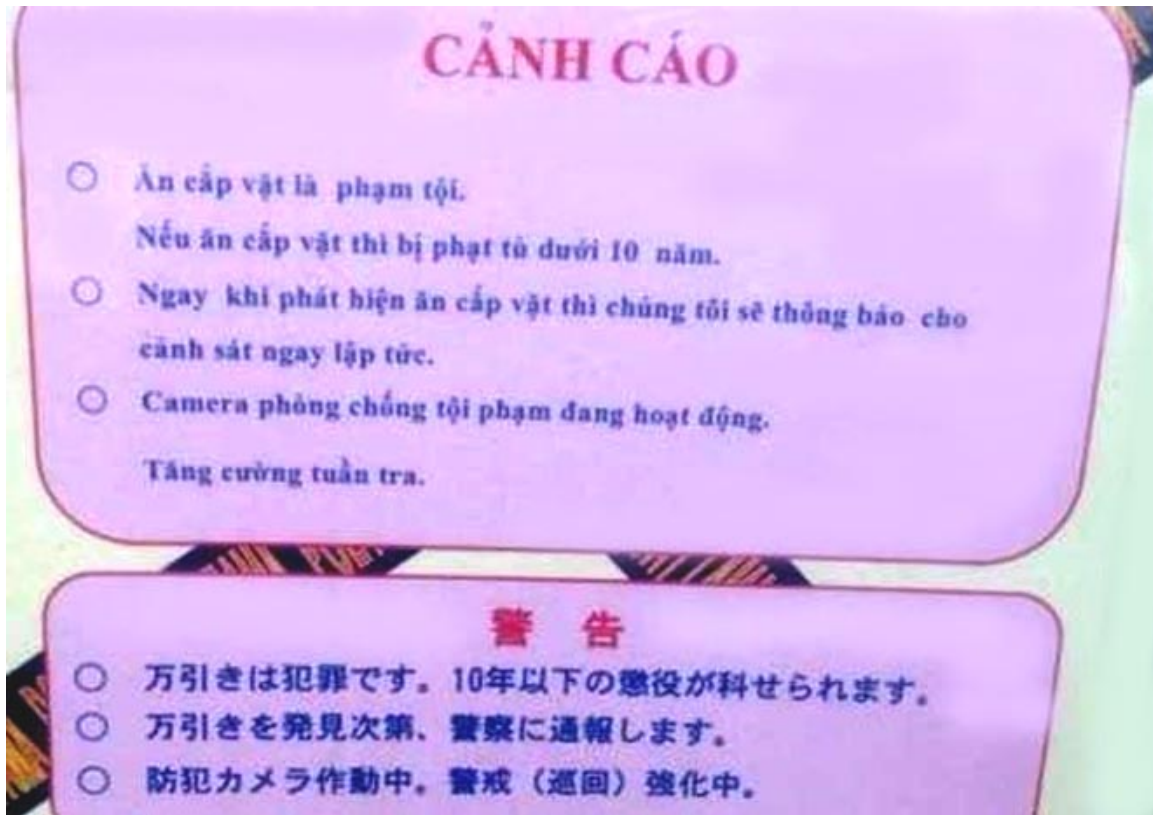 CẢNH CÁO
○ Ăn cắp vật là phạm tội.
Nếu ăn cắp vật thì bị phạt tù dưới 10 năm.
○ Ngay khi phát hiện ăn cắp vật thì chúng tôi sẽ thông báo cho
cảnh sát ngay lập tức.
○ Camera phòng chống tội phạm đang hoạt động.
Tăng cường tuần tra.
警 告
○ 万引きは犯罪です。10年以下の懲役が科せられます。
○ 万引きを発見次第、警察に通報します。
○ 防犯カメラ作動中。警戒（巡回）強化中。